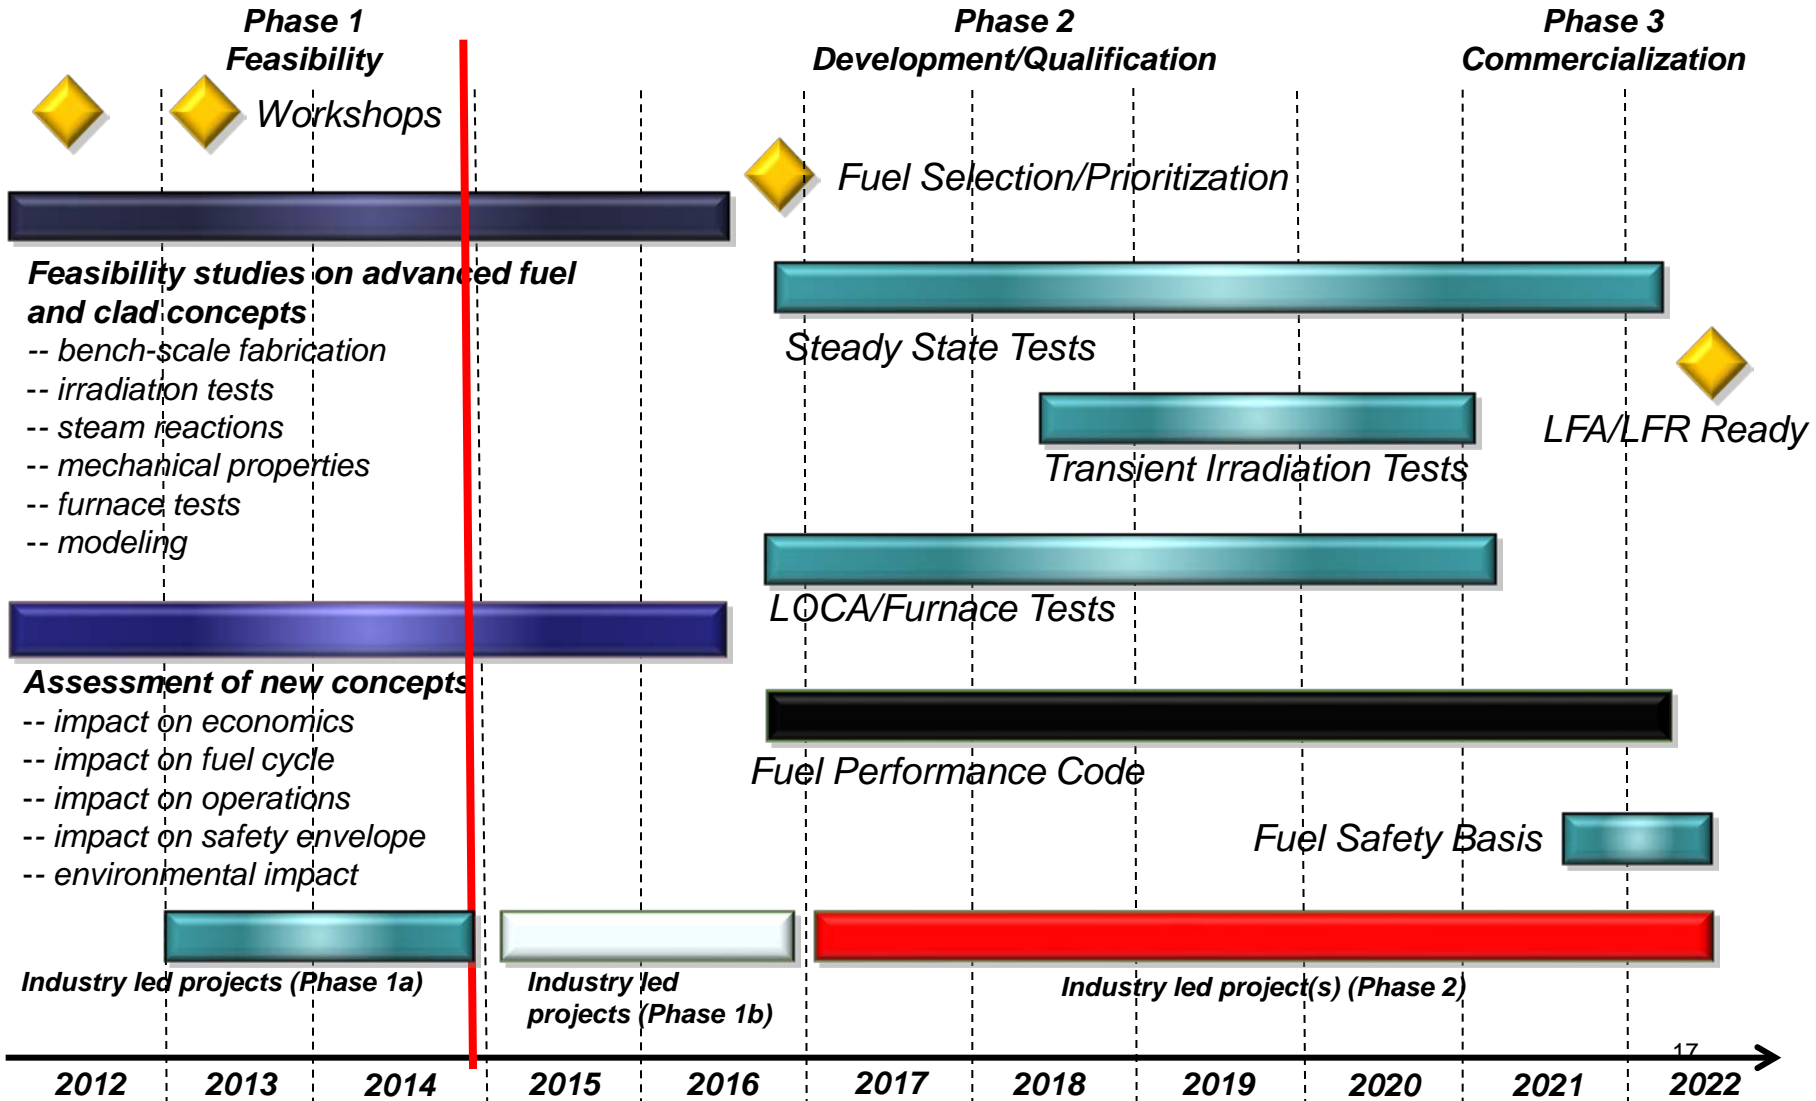 Phase 1
Feasibility
Phase 2
Development/Qualification
Phase 3
Commercialization
Workshops
Fuel Selection/Prioritization
Feasibility studies on advanced fuel
and clad concepts
-- bench-scale fabrication
-- irradiation tests
-- steam reactions
-- mechanical properties
-- furnace tests
-- modeling
Steady State Tests
LFA/LFR Ready
Transient Irradiation Tests
LOCA/Furnace Tests
Assessment of new concepts
-- impact on economics
-- impact on fuel cycle
-- impact on operations
-- impact on safety envelope
-- environmental impact
Fuel Performance Code
Fuel Safety Basis
Industry led projects (Phase 1a)
Industry led
projects (Phase 1b)
Industry led project(s) (Phase 2)
17
2012 2013 2014 2015 2016 2017 2018 2019 2020 2021 2022